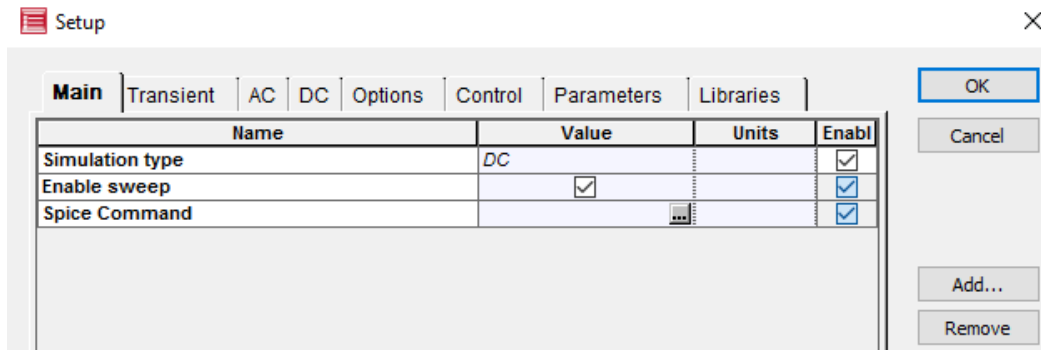 Setup
Main Transient AC DC Options Control Parameters Libraries
OK
Name Value Units Enabl
Cancel
Simulation type DC
Enable sweep
Spice Command ...
Add...
Remove